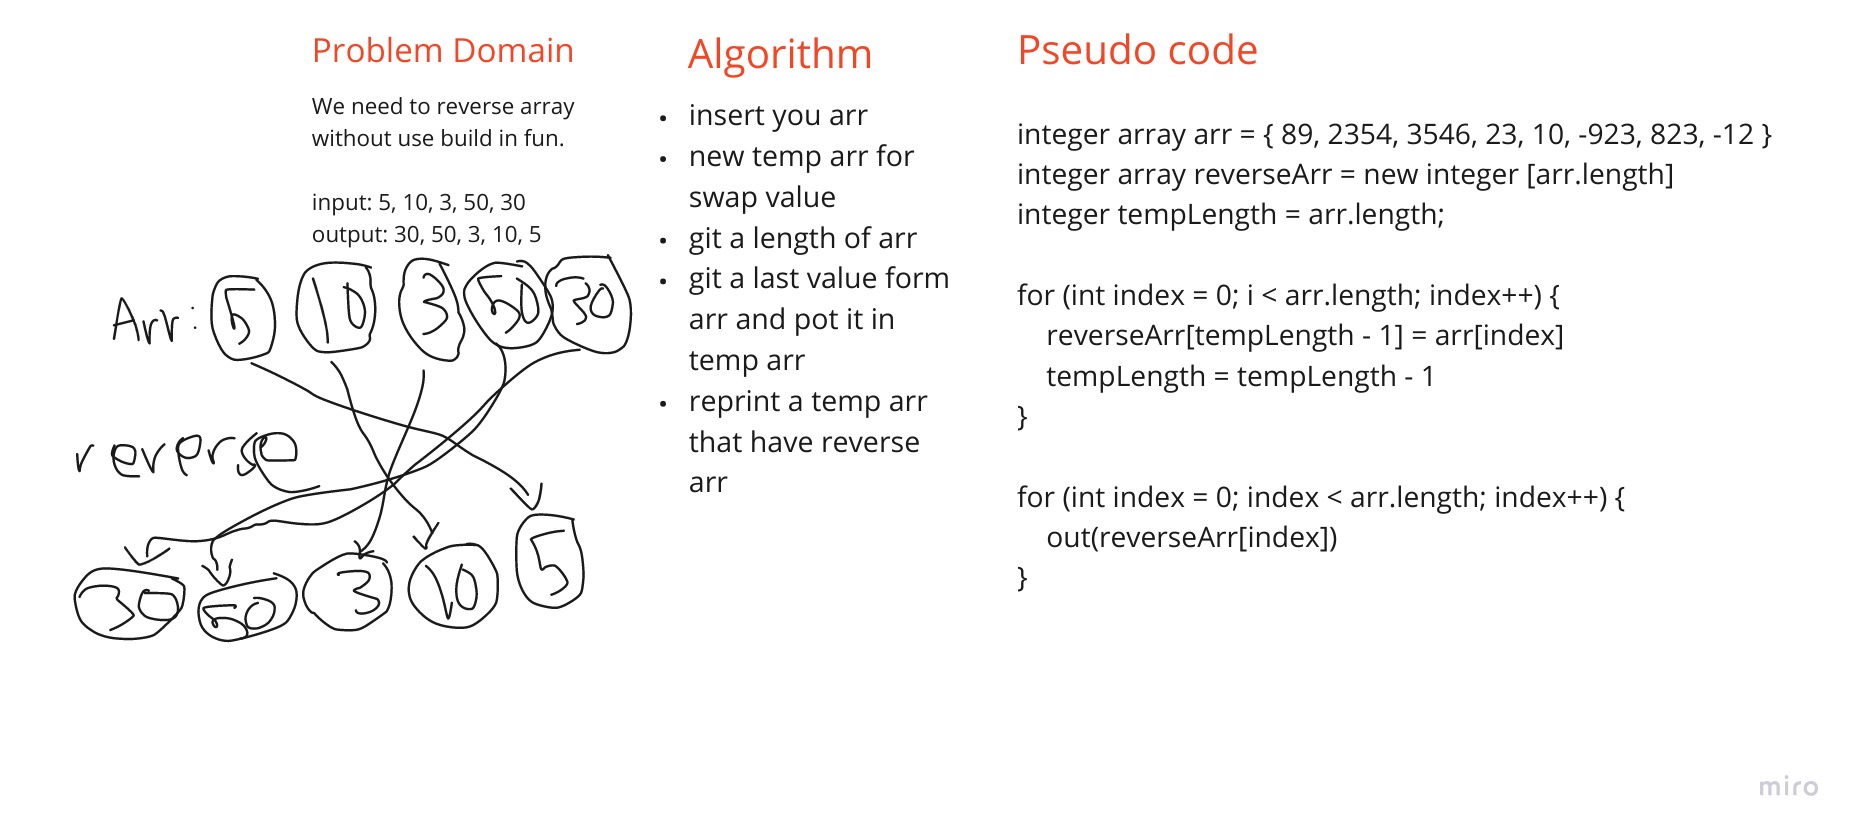 Problem Domain
We need to reverse array
without use build in fun.
input: 5, 10, 3, 50, 30
output: 30, 50, 3, 10, 5
Arr: 5 10 3 50 30
reverse
30 50 3 10 5
Algorithm
• insert you arr
• new temp arr for
swap value
• git a length of arr
• git a last value form
arr and pot it in
temp arr
• reprint a temp arr
that have reverse
arr
Pseudo code
integer array arr = { 89, 2354, 3546, 23, 10, -923, 823, -12 }
integer array reverseArr = new integer [arr.length]
integer tempLength = arr.length;
for (int index = 0; i < arr.length; index++) {
reverseArr[tempLength - 1] = arr[index]
tempLength = tempLength - 1
}
for (int index = 0; index < arr.length; index++) {
out(reverseArr[index])
}
miro